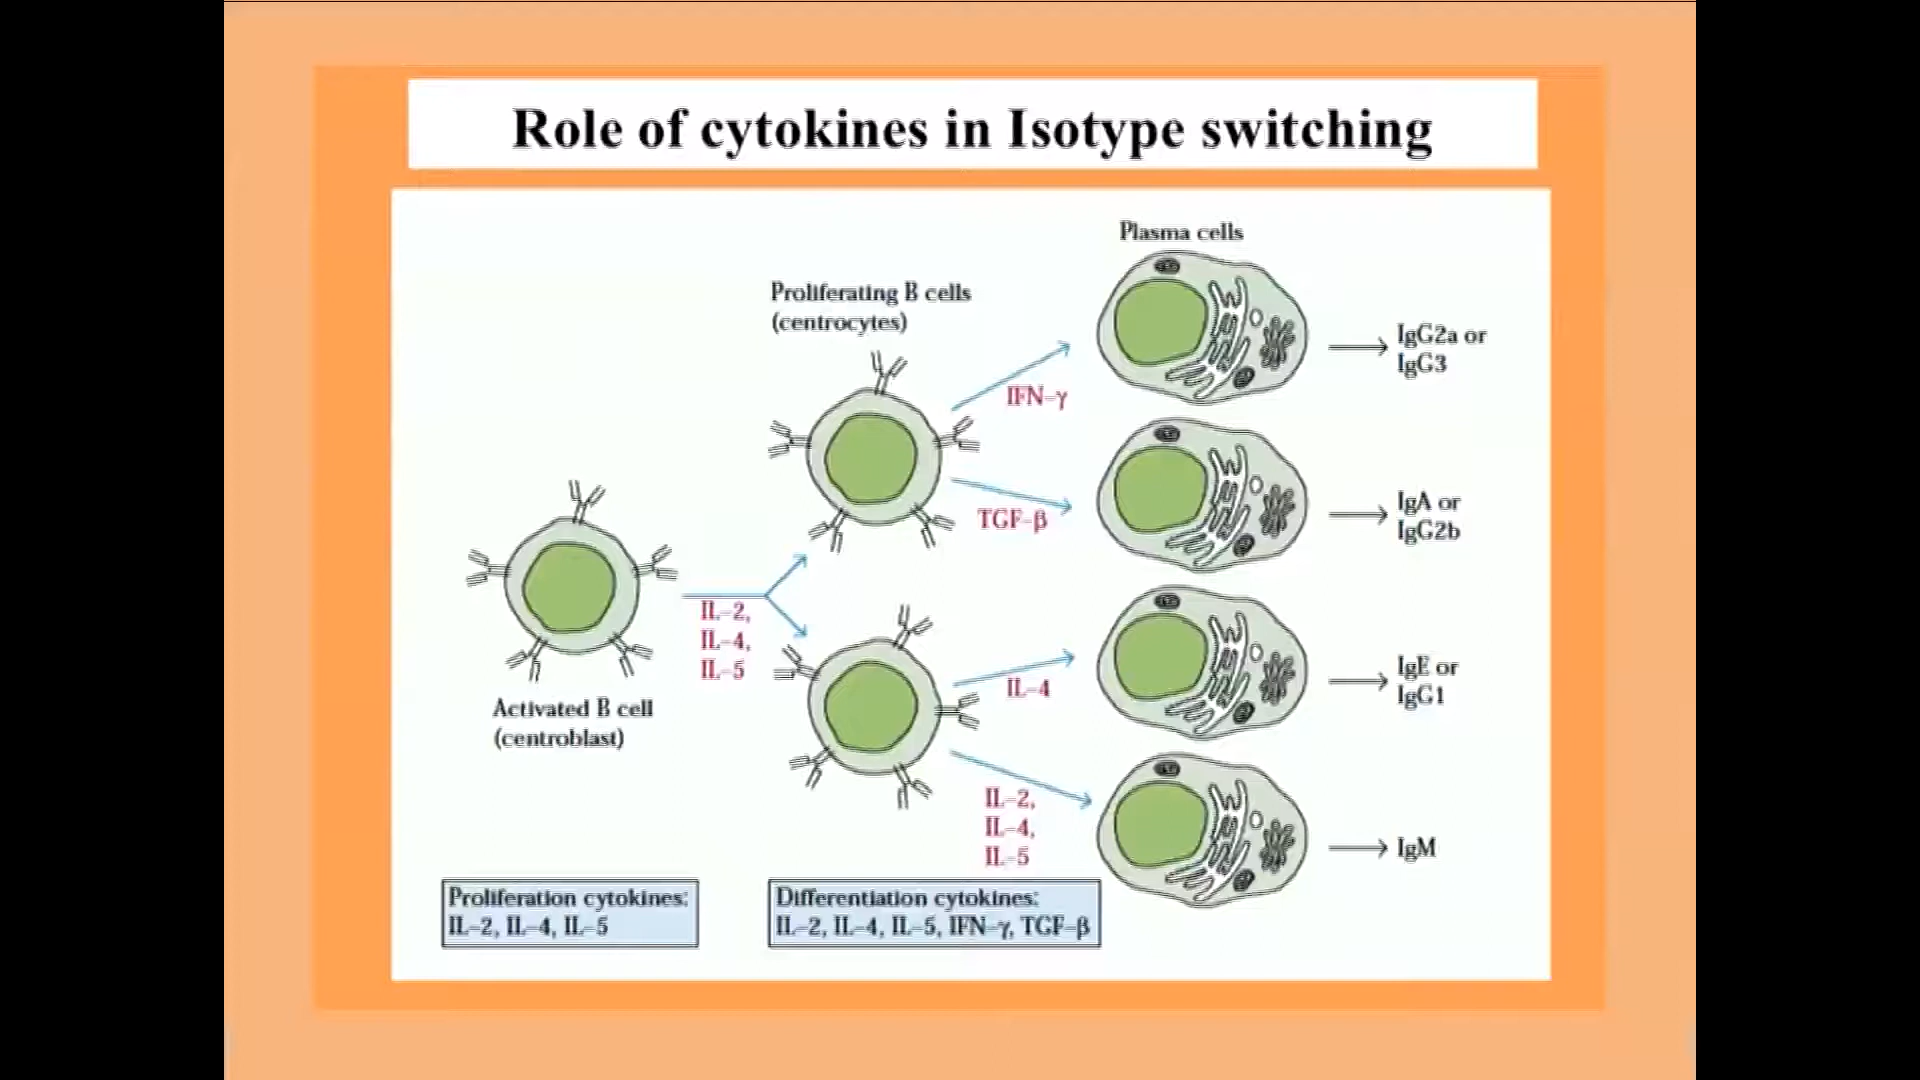 Role of cytokines in Isotype switching
Plasma cells
Proliferating B cells
(centrocytes)
IgG2a or
IgG3
IFN-γ
IgA or
IgG2b
TGF-β
IL-2,
IL-4,
IL-5
Activated B cell
(centroblast)
IgE or
IgG1
IL-4
IL-2,
IL-4,
IL-5
IgM
Proliferation cytokines:
IL-2, IL-4, IL-5
Differentiation cytokines:
IL-2, IL-4, IL-5, IFN-γ, TGF-β